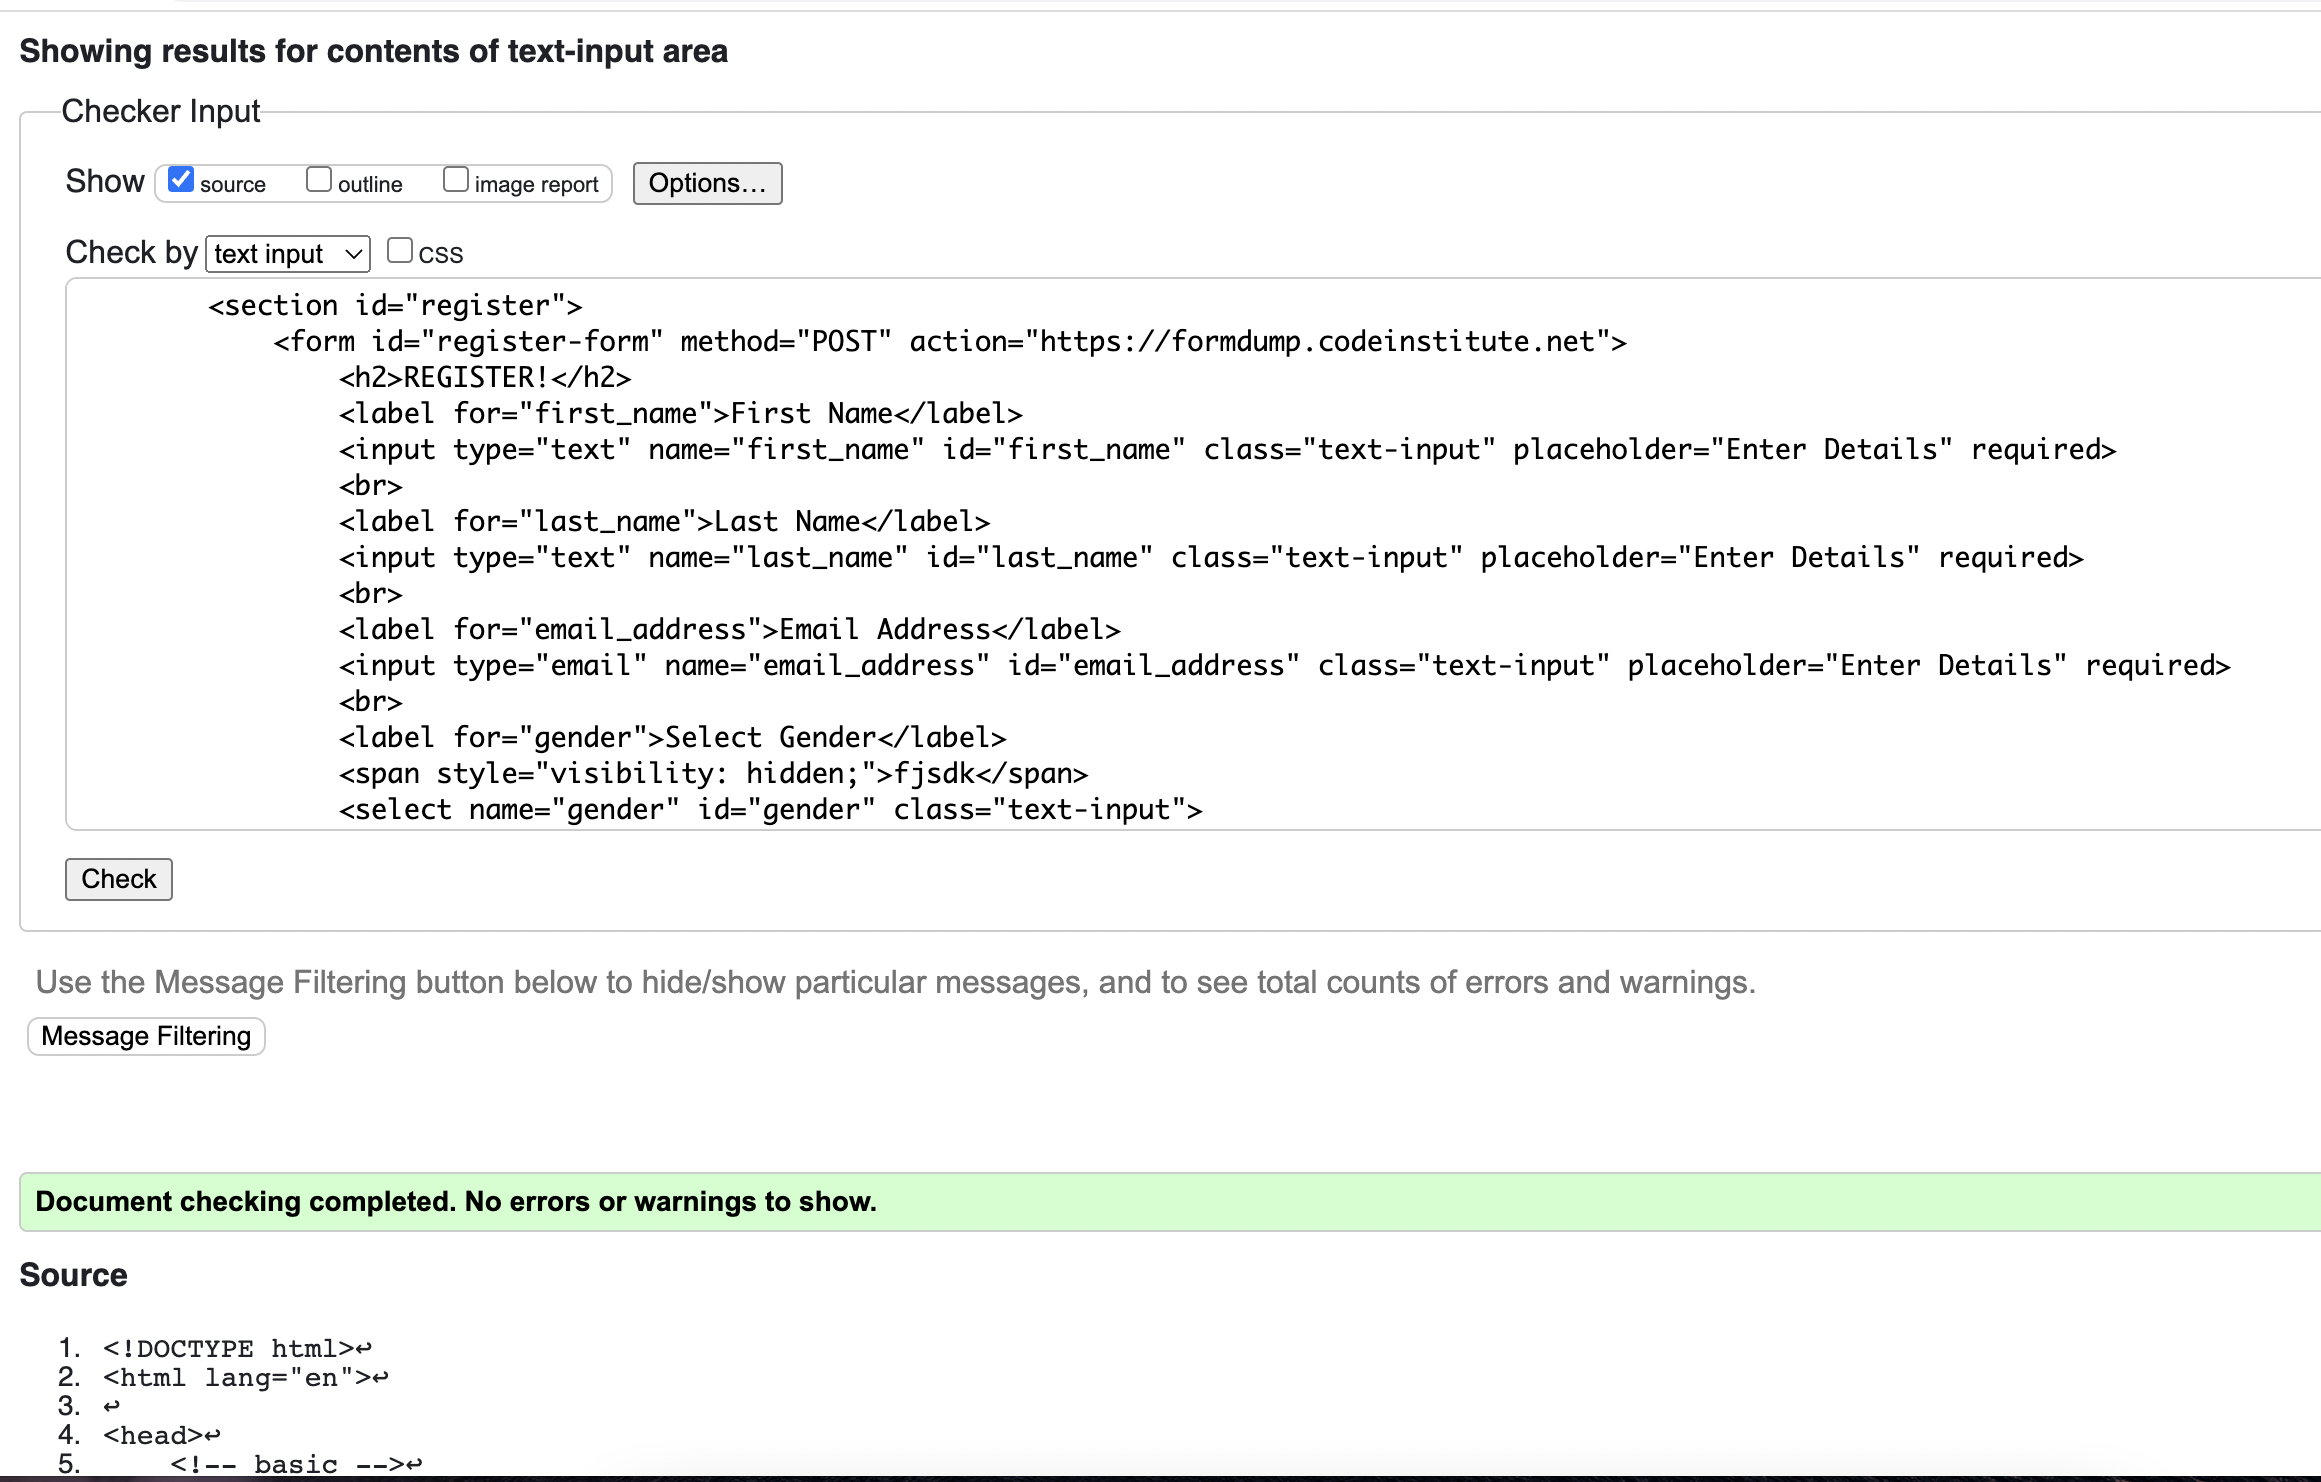 Showing results for contents of text-input area
Checker Input
Show source outline image report Options…
Check by text input css
<section id="register">
<form id="register-form" method="POST" action="https://formdump.codeinstitute.net">
<h2>REGISTER!</h2>
<label for="first_name">First Name</label>
<input type="text" name="first_name" id="first_name" class="text-input" placeholder="Enter Details" required>
<br>
<label for="last_name">Last Name</label>
<input type="text" name="last_name" id="last_name" class="text-input" placeholder="Enter Details" required>
<br>
<label for="email_address">Email Address</label>
<input type="email" name="email_address" id="email_address" class="text-input" placeholder="Enter Details" required>
<br>
<label for="gender">Select Gender</label>
<span style="visibility: hidden;">fjsdk</span>
<select name="gender" id="gender" class="text-input">
Check
Use the Message Filtering button below to hide/show particular messages, and to see total counts of errors and warnings.
Message Filtering
Document checking completed. No errors or warnings to show.
Source
1. <!DOCTYPE html>↩
2. <html lang="en">↩
3. ↩
4. <head>↩
5. <!-- basic -->↩